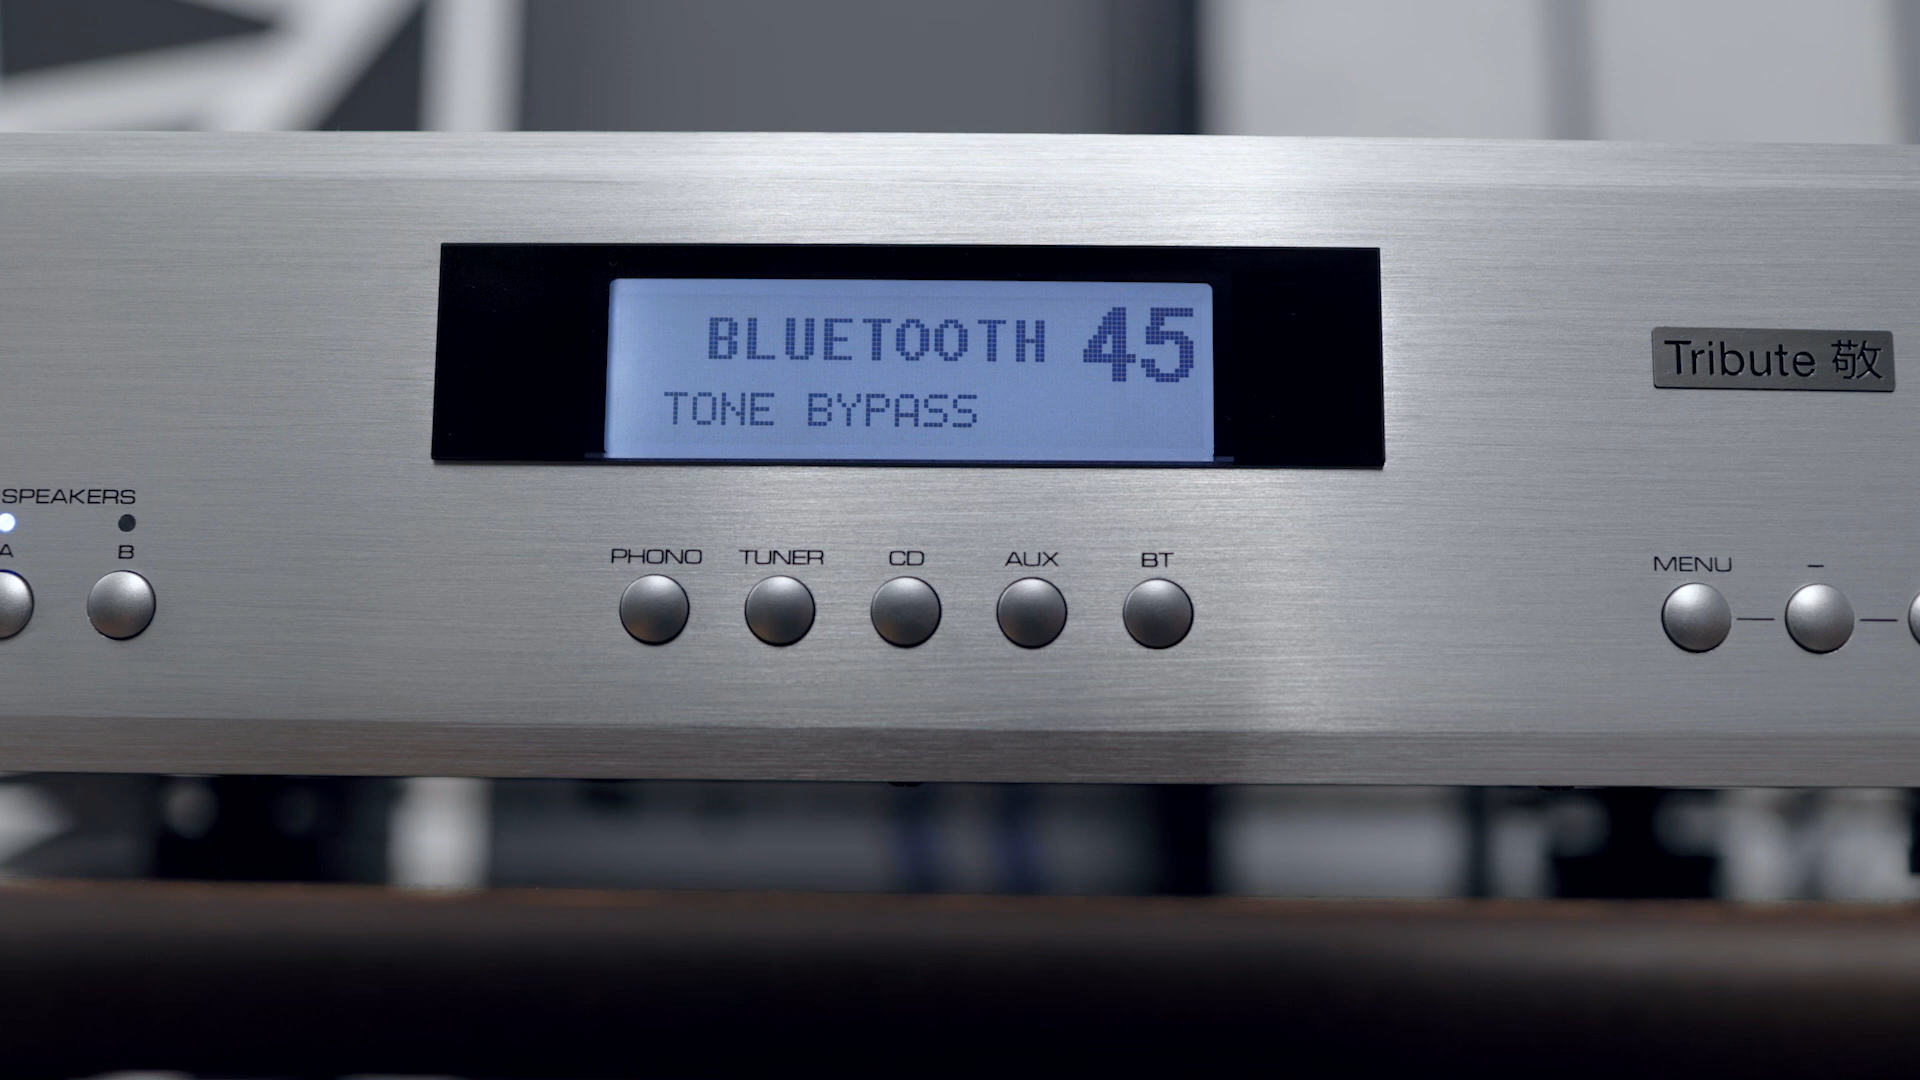 BLUETOOTH 45
TONE BYPASS
Tribute 敬
SPEAKERS
A B
PHONO TUNER CD AUX BT
MENU –